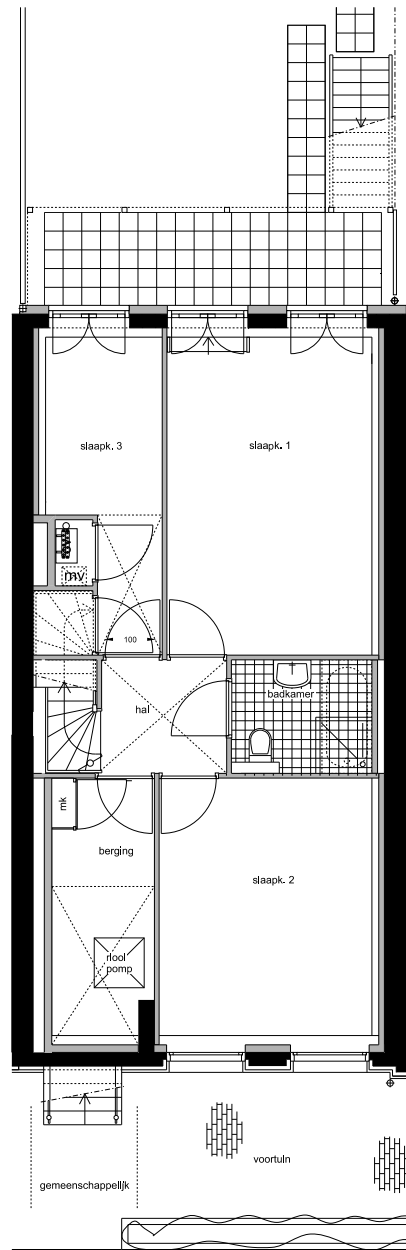 slaapk. 3
slaapk. 1
mv
100
badkamer
hal
mk
berging
slaapk. 2
riool
pomp
voortuin
gemeenschappelijk